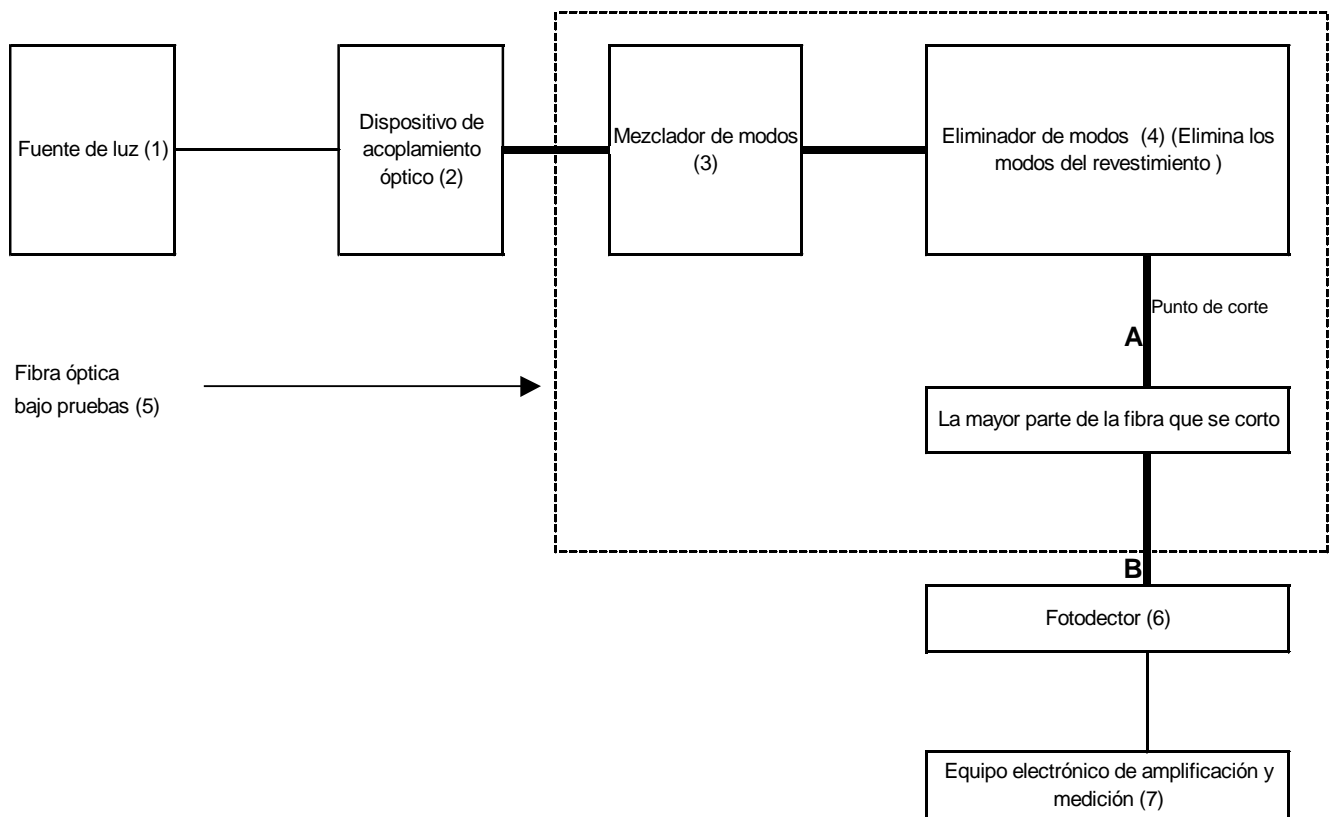 Fuente de luz (1)
Dispositivo de
acoplamiento
óptico (2)
Mezclador de modos
(3)
Eliminador de modos (4) (Elimina los
modos del revestimiento )
Punto de corte
A
Fibra óptica
bajo pruebas (5)
La mayor parte de la fibra que se corto
B
Fotodector (6)
Equipo electrónico de amplificación y
medición (7)